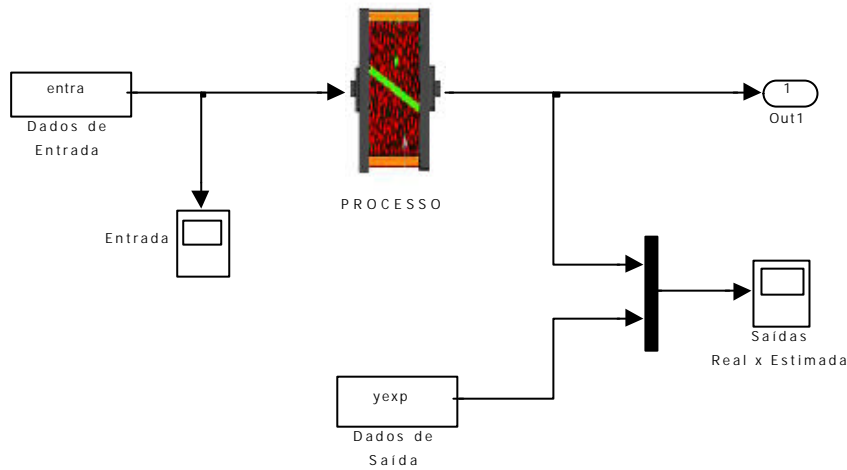 entra
Dados de
Entrada
Entrada
PROCESSO
1
Out1
Saídas
Real x Estimada
yexp
Dados de
Saída